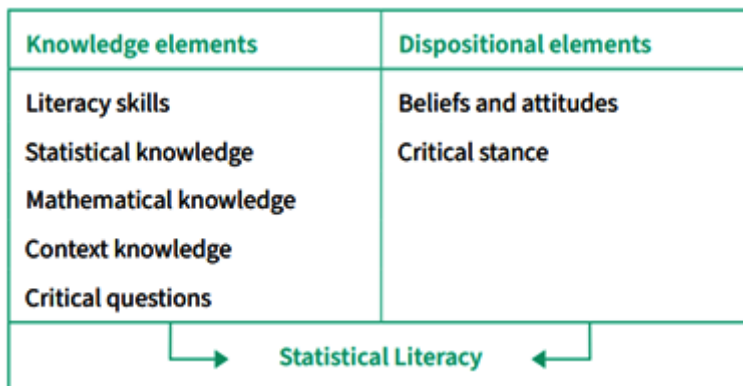 Knowledge elements
Dispositional elements
Literacy skills
Statistical knowledge
Mathematical knowledge
Context knowledge
Critical questions
Beliefs and attitudes
Critical stance
Statistical Literacy